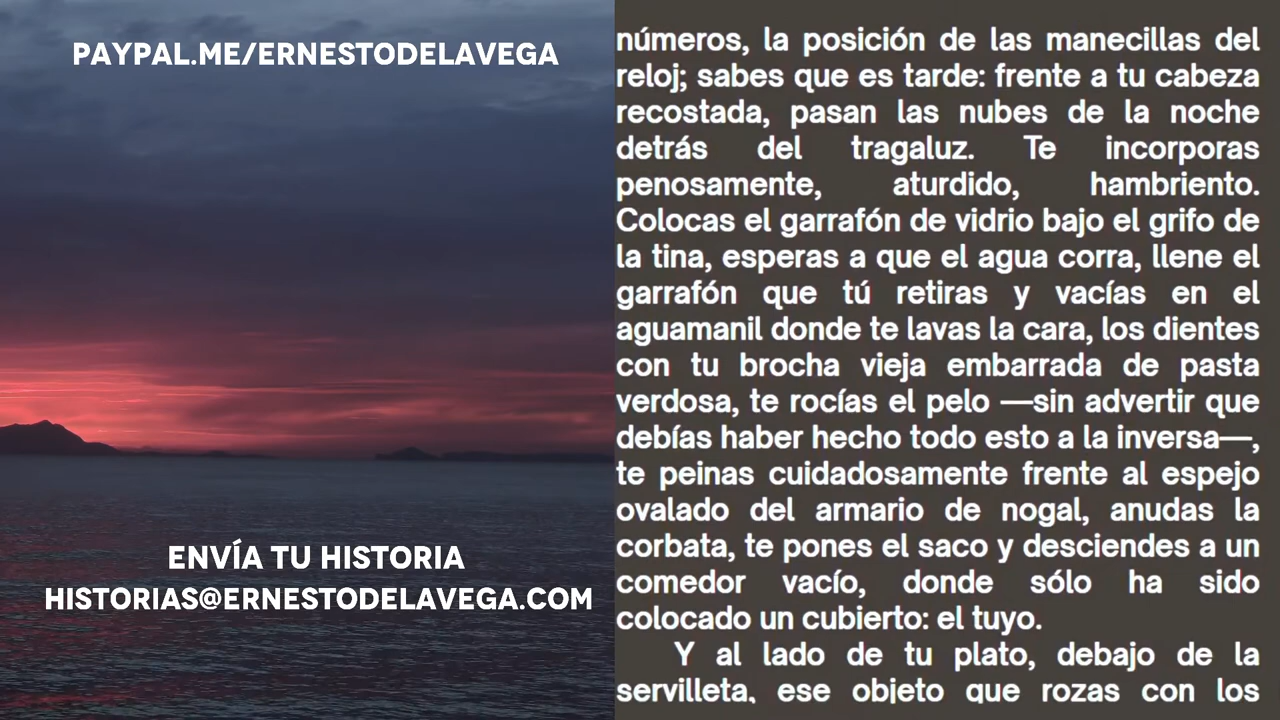 PAYPAL.ME/ERNESTODELAVEGA
ENVÍA TU HISTORIA
HISTORIAS@ERNESTODELAVEGA.COM
números, la posición de las manecillas del
reloj; sabes que es tarde: frente a tu cabeza
recostada, pasan las nubes de la noche
detrás del tragaluz. Te incorporas
penosamente, aturdido, hambriento.
Colocas el garrafón de vidrio bajo el grifo de
la tina, esperas a que el agua corra, llene el
garrafón que tú retiras y vacías en el
aguamanil donde te lavas la cara, los dientes
con tu brocha vieja embarrada de pasta
verdosa, te rocías el pelo —sin advertir que
debías haber hecho todo esto a la inversa—,
te peinas cuidadosamente frente al espejo
ovalado del armario de nogal, anudas la
corbata, te pones el saco y desciendes a un
comedor vacío, donde sólo ha sido
colocado un cubierto: el tuyo.
Y al lado de tu plato, debajo de la
servilleta, ese objeto que rozas con los